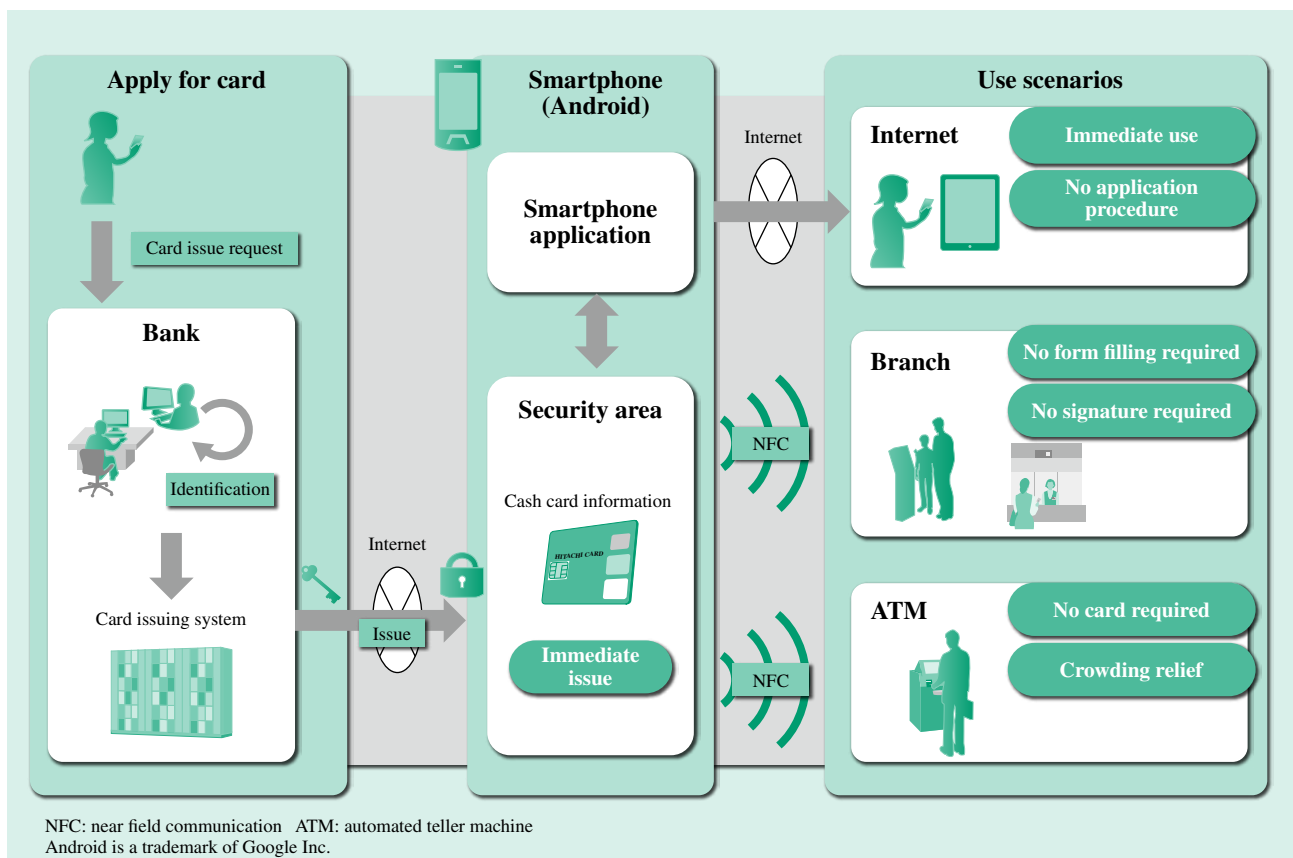 Apply for card
Card issue request
Bank
Identification
Card issuing system
Internet
Issue
Smartphone
(Android)
Smartphone
application
Security area
Cash card information
HITACHI CARD
Immediate
issue
Internet
NFC
NFC
Use scenarios
Internet
Immediate use
No application
procedure
Branch
No form filling required
No signature required
ATM
No card required
Crowding relief
NFC: near field communication ATM: automated teller machine
Android is a trademark of Google Inc.